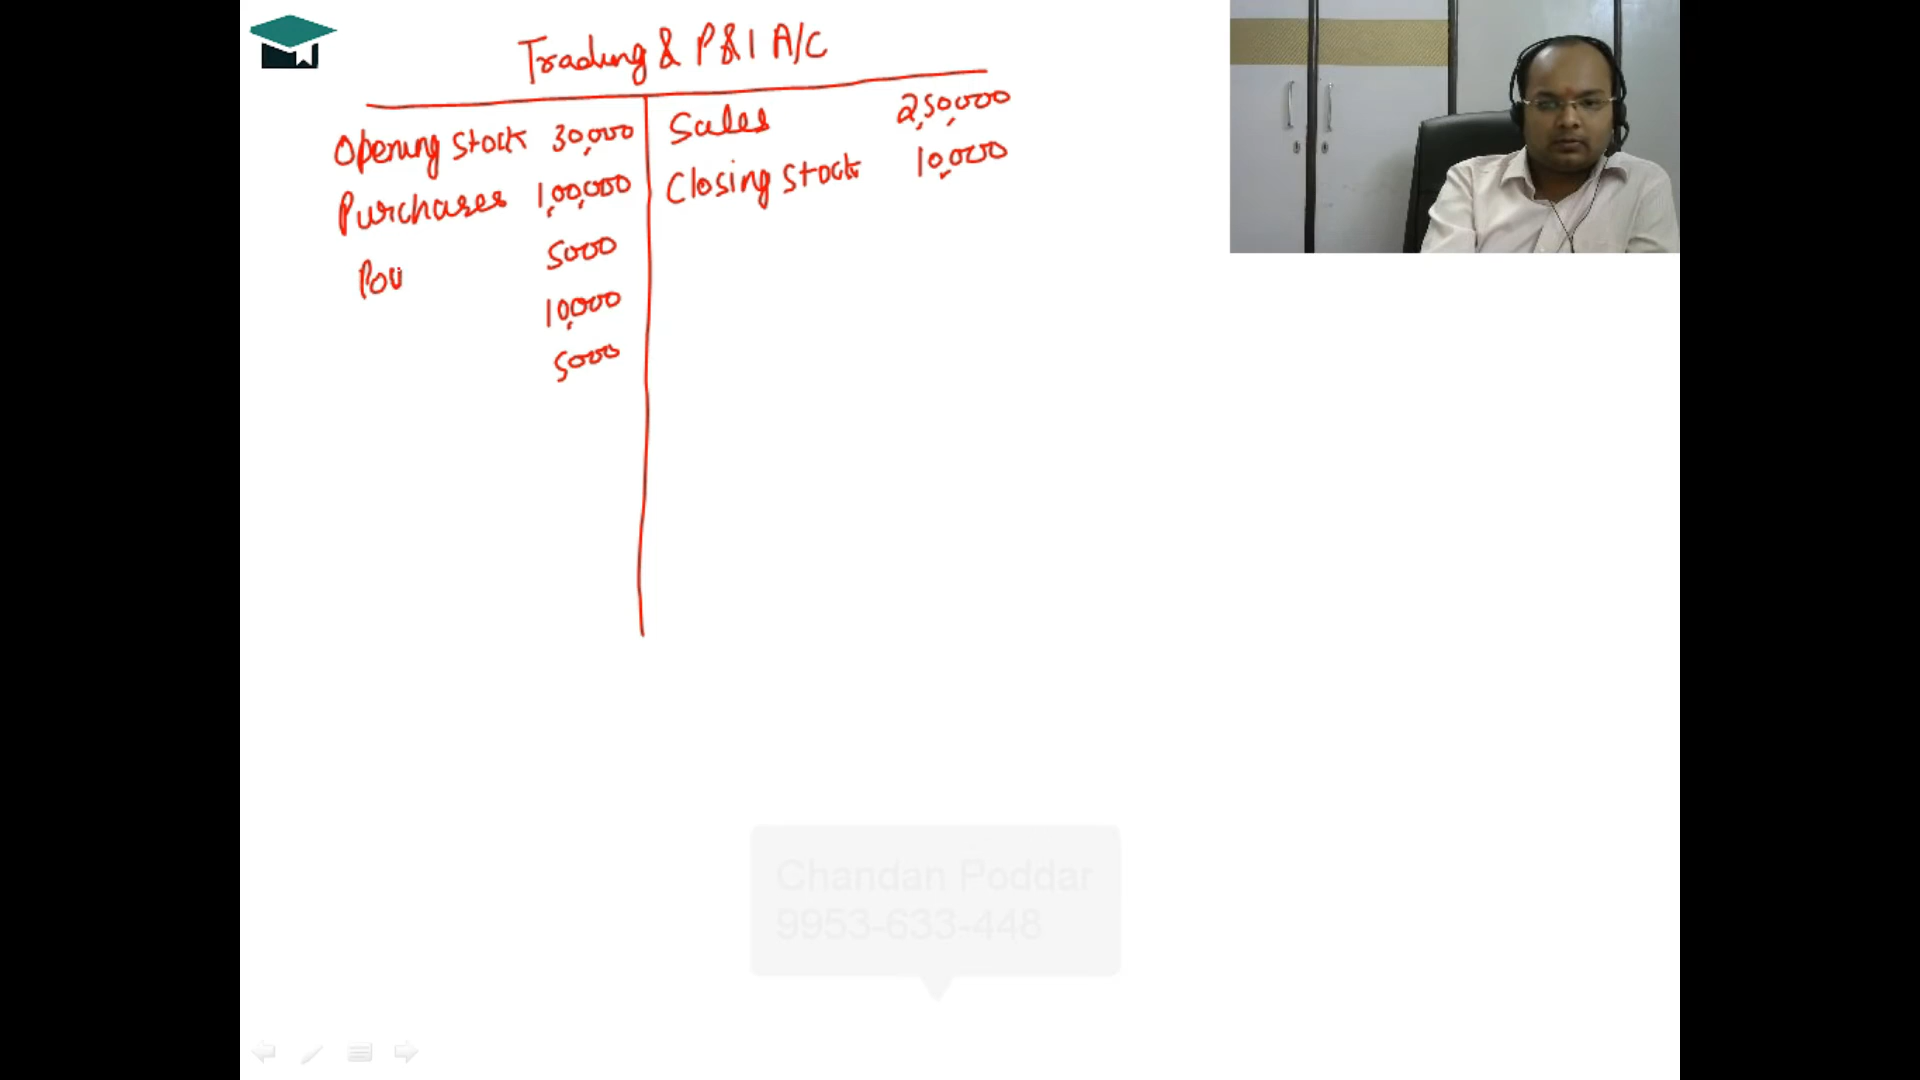 Trading & P&l A/C
Opening stock 30,000 Sales 2,50,000
Purchases 1,00,000 Closing stock 10,000
5000
Pow
10,000
5000
Chandan Poddar
9953-633-448